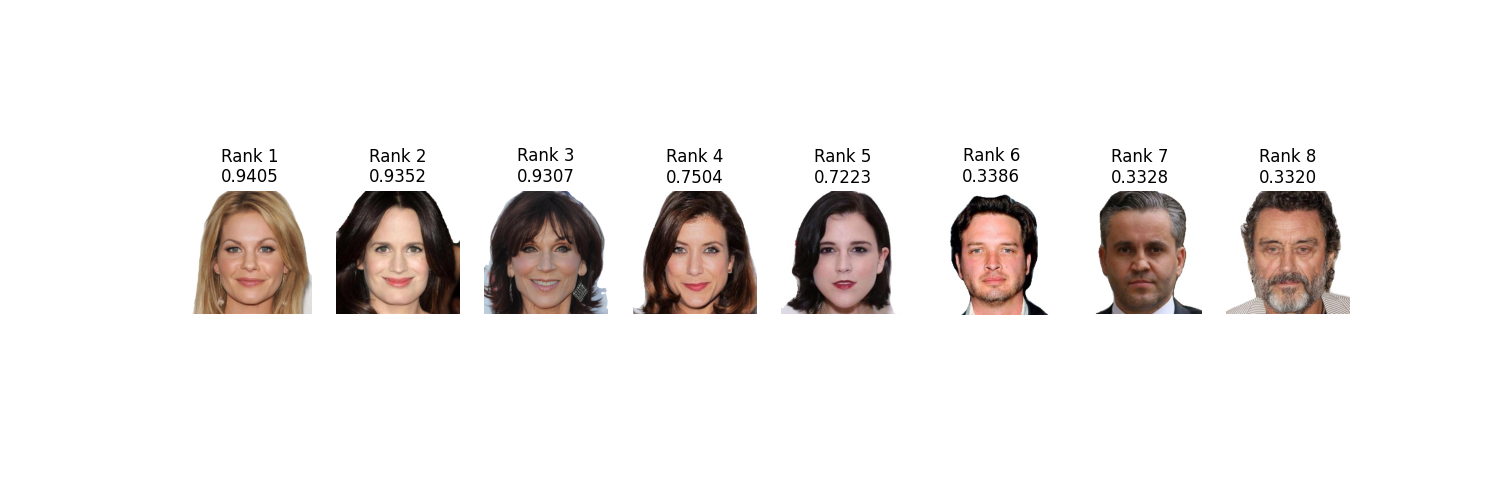 Rank 1
0.9405
Rank 2
0.9352
Rank 3
0.9307
Rank 4
0.7504
Rank 5
0.7223
Rank 6
0.3386
Rank 7
0.3328
Rank 8
0.3320